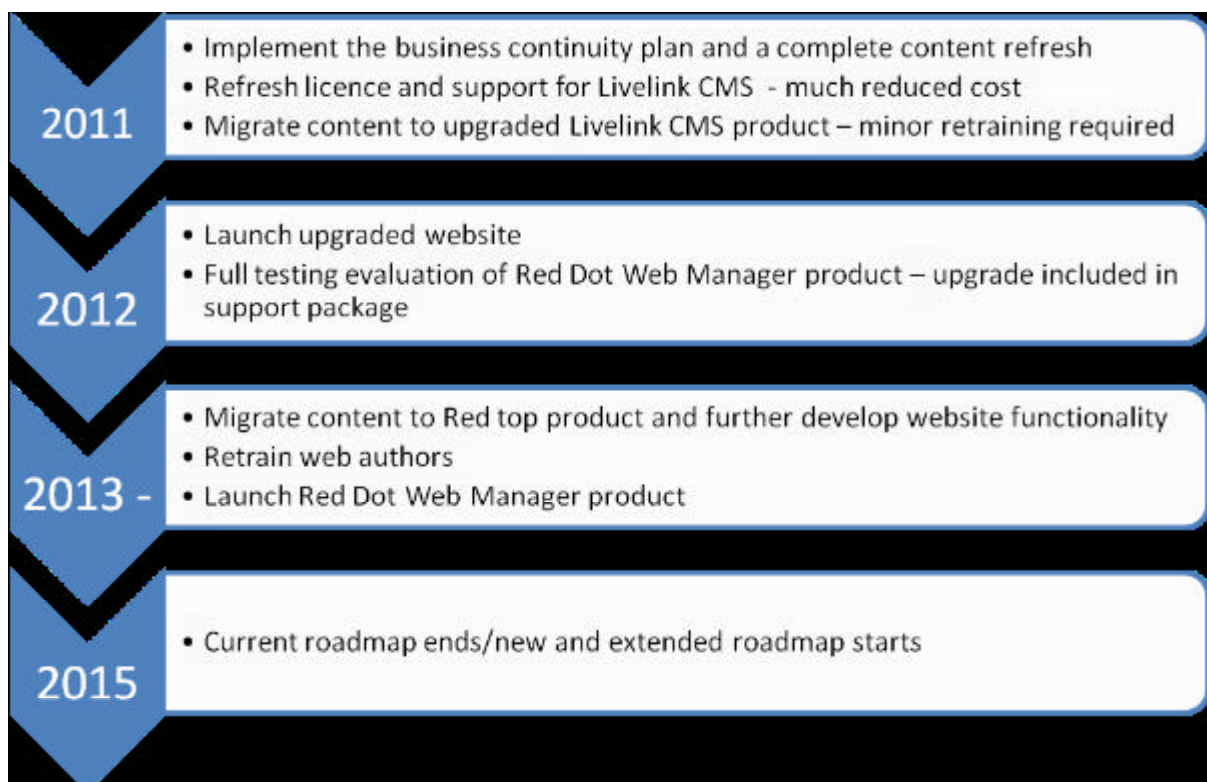 2011
• Implement the business continuity plan and a complete content refresh
• Refresh licence and support for Livelink CMS - much reduced cost
• Migrate content to upgraded Livelink CMS product – minor retraining required
2012
• Launch upgraded website
• Full testing evaluation of Red Dot Web Manager product – upgrade included in
support package
2013 -
• Migrate content to Red top product and further develop website functionality
• Retrain web authors
• Launch Red Dot Web Manager product
2015
• Current roadmap ends/new and extended roadmap starts